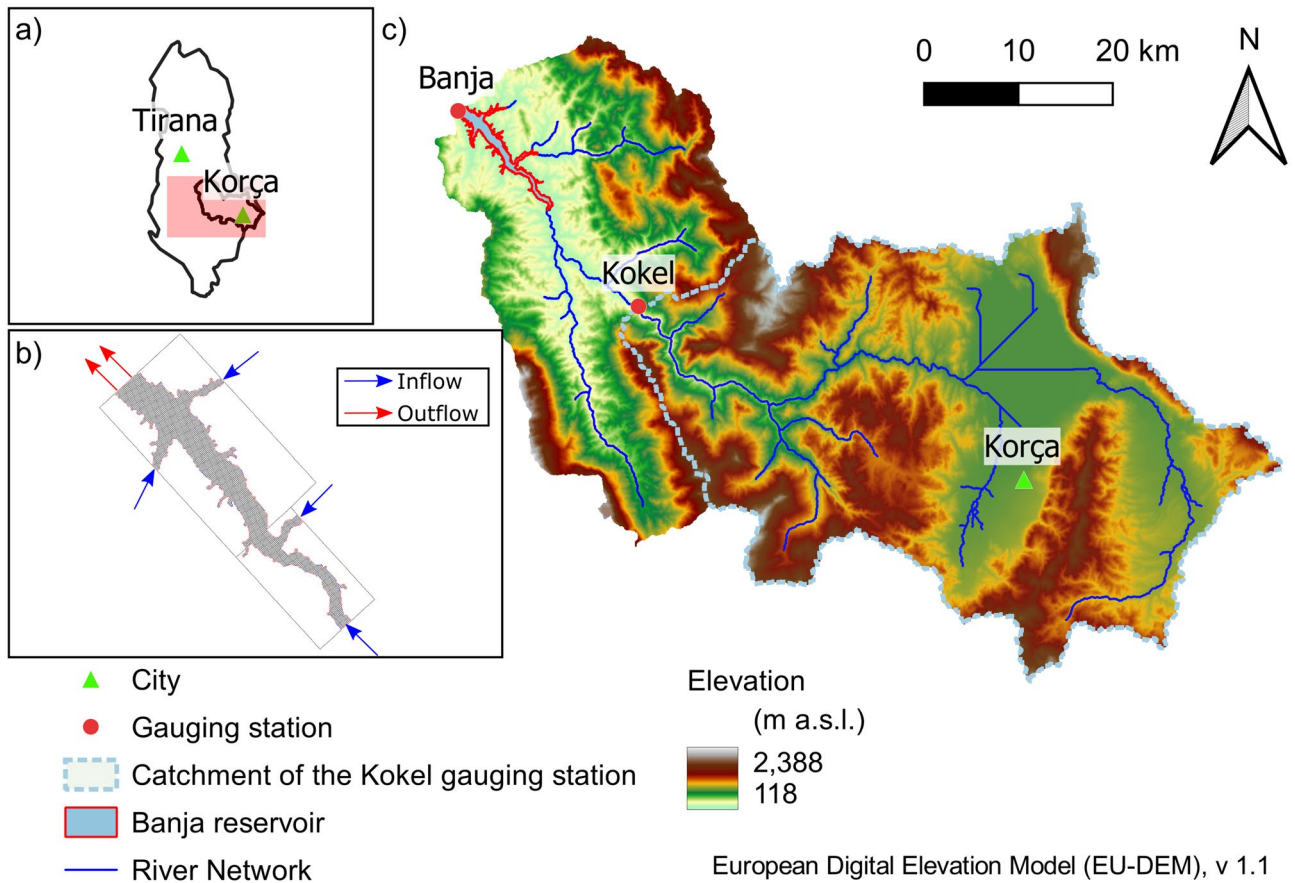 a)
Tirana
Korça
b)
Inflow
Outflow
c)
Banja
Kokel
Korça
0 10 20 km
N
City
Gauging station
Catchment of the Kokel gauging station
Banja reservoir
River Network
Elevation
(m a.s.l.)
2,388
118
European Digital Elevation Model (EU-DEM), v 1.1